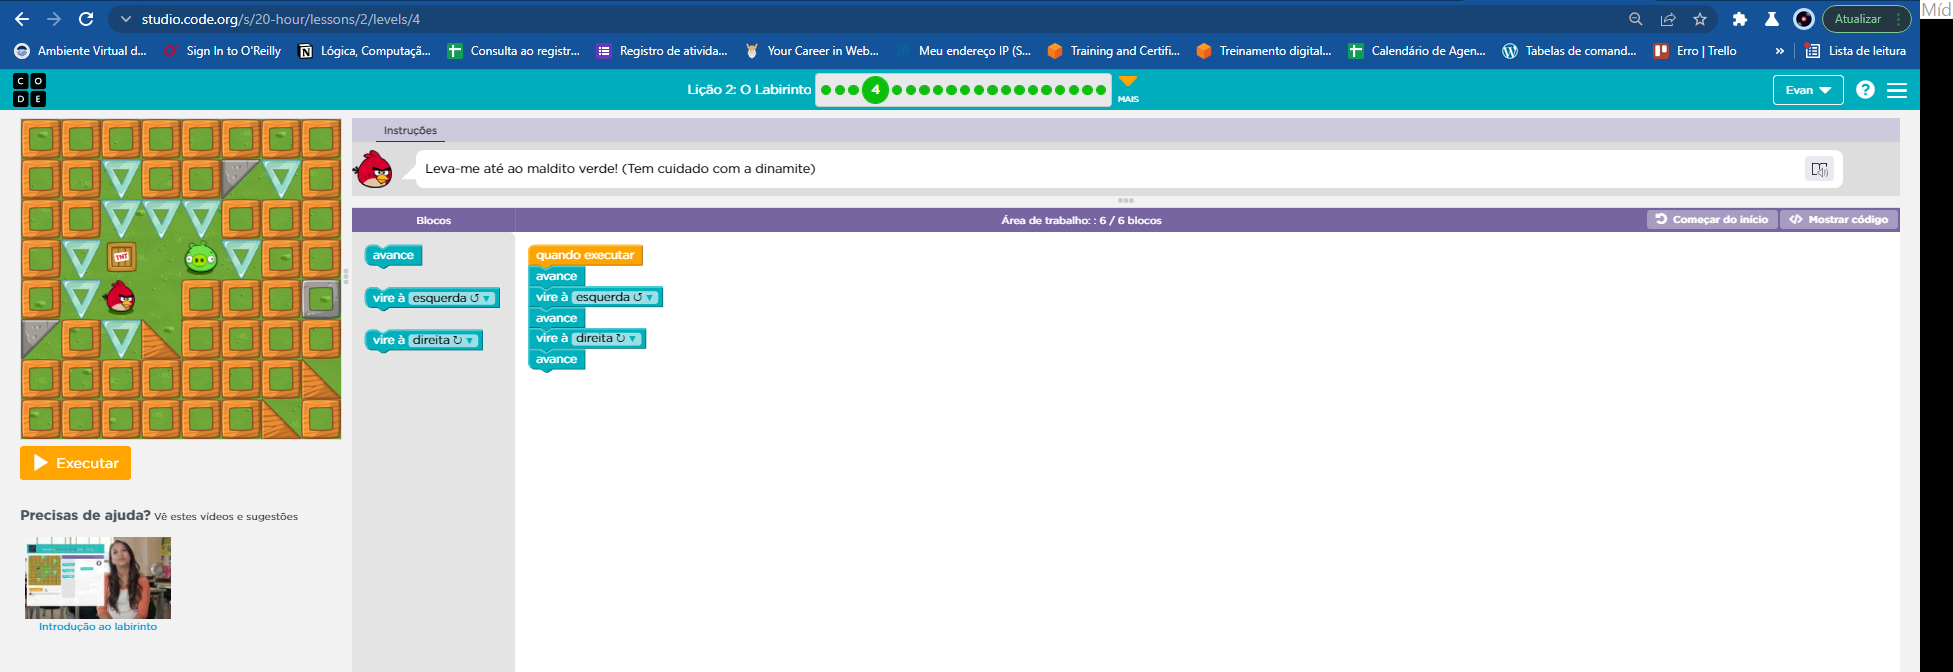 studio.code.org/s/20-hour/lessons/2/levels/4
Atualizar
Míd
Ambiente Virtual d...
Sign In to O'Reilly
Lógica, Computaçã...
Consulta ao registr...
Registro de ativida...
Your Career in Web...
Meu endereço IP (S...
Training and Certifi...
Treinamento digital...
Calendário de Agen...
Tabelas de comand...
Erro | Trello
»
Lista de leitura
C O
D E
Lição 2: O Labirinto
4
MAIS
Evan
?
Instruções
Leva-me até ao maldito verde! (Tem cuidado com a dinamite)
Blocos
Área de trabalho: : 6 / 6 blocos
Começar do início
</> Mostrar código
TNT
avance
vire à esquerda ↺ ▼
vire à direita ↻ ▼
quando executar
avance
vire à esquerda ↺ ▼
avance
vire à direita ↻ ▼
avance
Executar
Precisas de ajuda? Vê estes vídeos e sugestões
Introdução ao labirinto